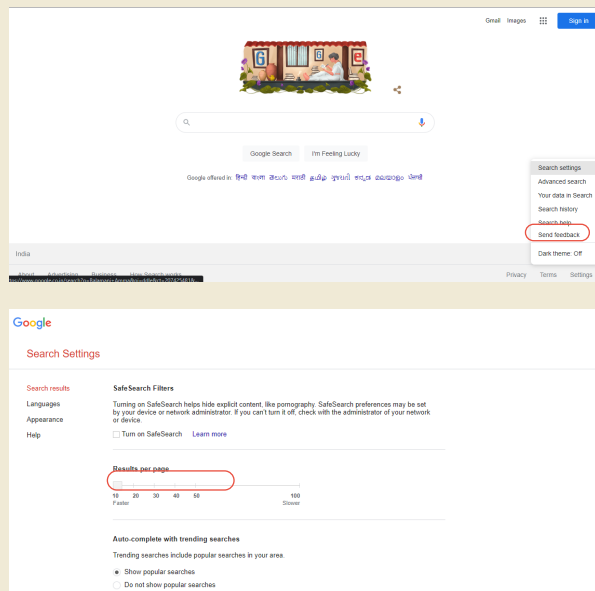 Gmail Images Sign in
G G e
Google Search I'm Feeling Lucky
Google offered in: हिन्दी বাংলা తెలుగు मराठी தமிழ் ગુજરાતી ಕನ್ನಡ മലയാളം ਪੰਜਾਬੀ
Search settings
Advanced search
Your data in Search
Search history
Search help
Send feedback
Dark theme: Off
India
About Advertising Business How Search works
Privacy Terms Settings
Google
Search Settings
Search results
Languages
Appearance
Help
SafeSearch Filters
Turning on SafeSearch helps hide explicit content, like pornography. SafeSearch preferences may be set
by your device or network administrator. If you can't turn it off, check with the administrator of your network
or device.
Turn on SafeSearch Learn more
Results per page
10 20 30 40 50 100
Faster Slower
Auto-complete with trending searches
Trending searches include popular searches in your area.
Show popular searches
Do not show popular searches